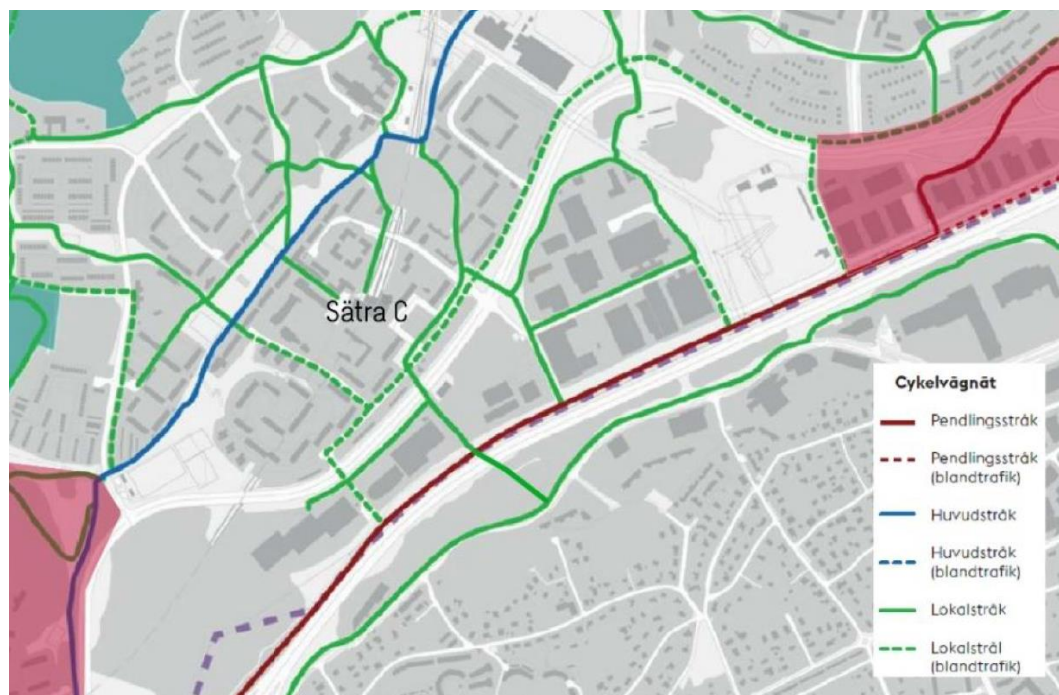 Sätra C
Cykelvägnät
Pendlingsstråk
Pendlingsstråk
(blandtrafik)
Huvudstråk
Huvudstråk
(blandtrafik)
Lokalstråk
Lokalstrål
(blandtrafik)